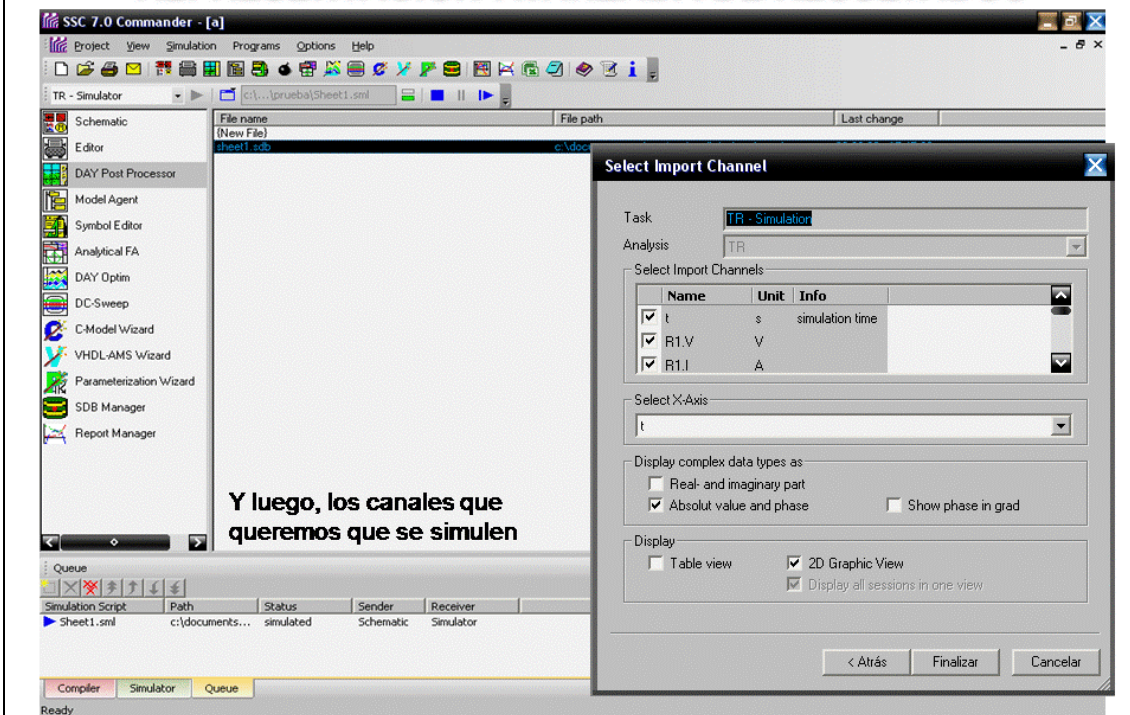 SSC 7.0 Commander - [a]
Project View Simulation Programs Options Help
TR - Simulator c:\...\prueba\Sheet1.sml
File name File path Last change
{New File}
sheet1.sdb c:\doc
Schematic
Editor
DAY Post Processor
Model Agent
Symbol Editor
Analytical FA
DAY Optim
DC-Sweep
C-Model Wizard
VHDL-AMS Wizard
Parameterization Wizard
SDB Manager
Report Manager
Y luego, los canales que
queremos que se simulen
Select Import Channel
Task TR - Simulation
Analysis TR
Select Import Channels
Name Unit Info
t s simulation time
R1.V V
R1.I A
Select X-Axis
t
Display complex data types as
Real- and imaginary part
Absolut value and phase Show phase in grad
Display
Table view 2D Graphic View
Display all sessions in one view
< Atrás Finalizar Cancelar
Queue
Simulation Script Path Status Sender Receiver
Sheet1.sml c:\documents... simulated Schematic Simulator
Compiler Simulator Queue
Ready